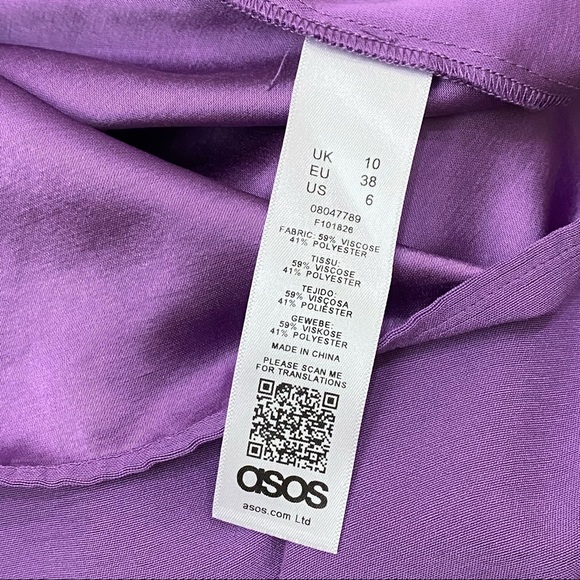 UK 10
EU 38
US 6
08047789
F101826
FABRIC: 59% VISCOSE
41% POLYESTER
TISSU:
59% VISCOSE
41% POLYESTER
TEJIDO:
59% VISCOSA
41% POLIÉSTER
GEWEBE:
59% VISKOSE
41% POLYESTER
MADE IN CHINA
PLEASE SCAN ME
FOR TRANSLATIONS
asos
asos.com Ltd